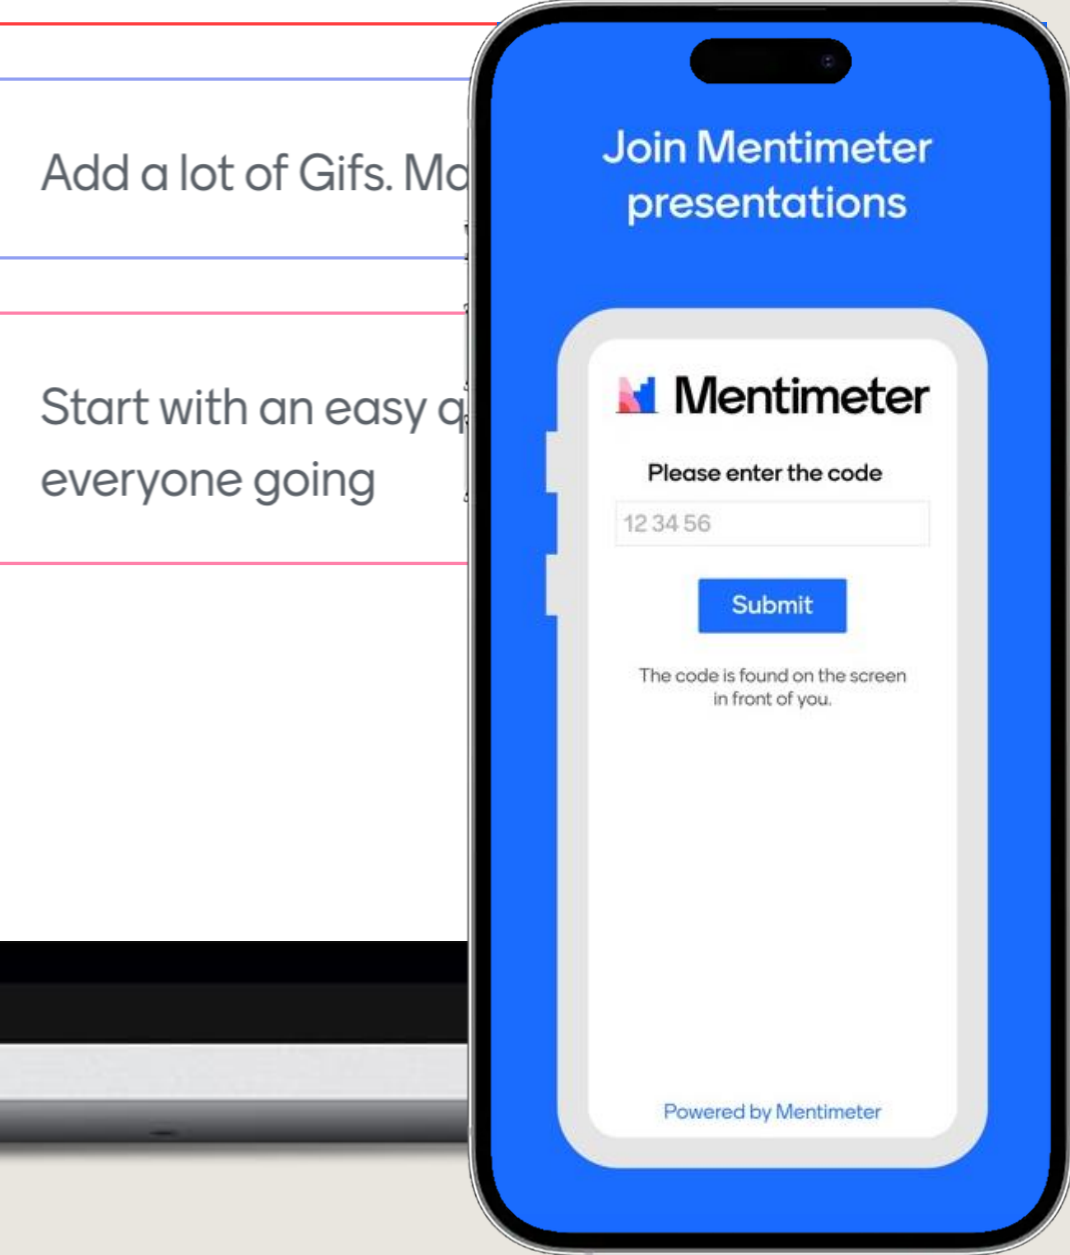 Add a lot of Gifs.
Start with an easy
everyone going
Join Mentimeter
presentations
Mentimeter
Please enter the code
12 34 56
Submit
The code is found on the screen
in front of you.
Powered by Mentimeter